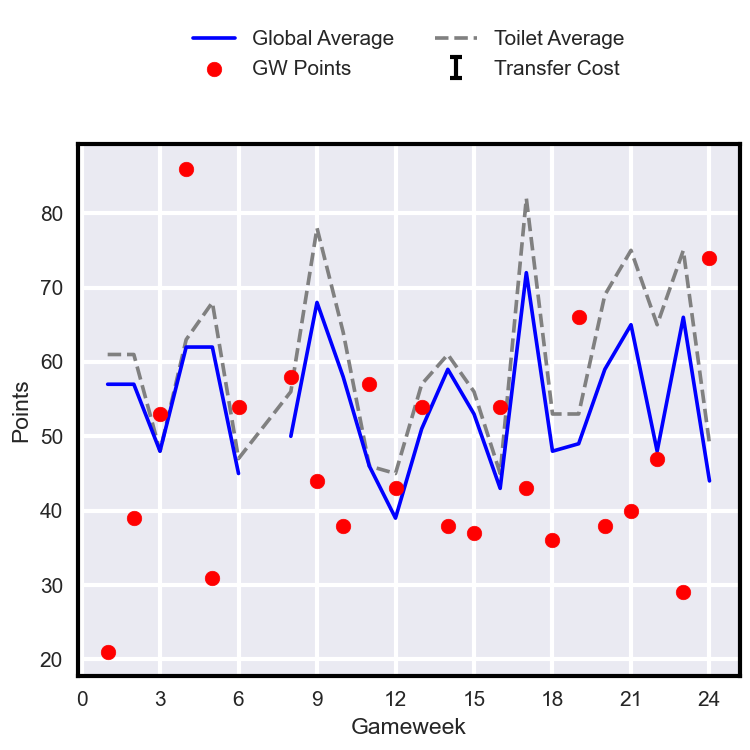 Global Average
Toilet Average
GW Points
Transfer Cost
80
70
60
50
40
30
20
Points
0 3 6 9 12 15 18 21 24
Gameweek